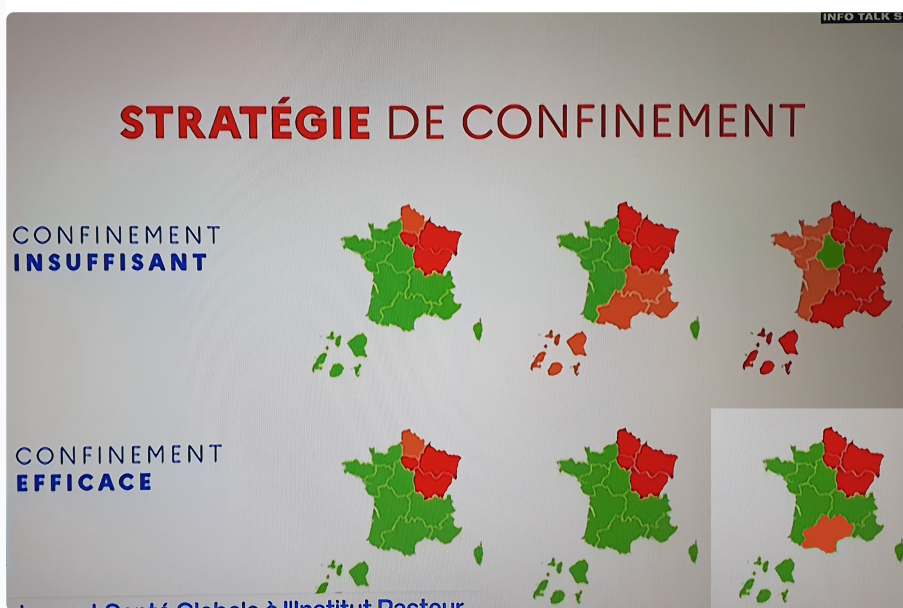 INFO TALK S
STRATÉGIE DE CONFINEMENT
CONFINEMENT
INSUFFISANT
CONFINEMENT
EFFICACE
Santé Globale à l'Institut Pasteur